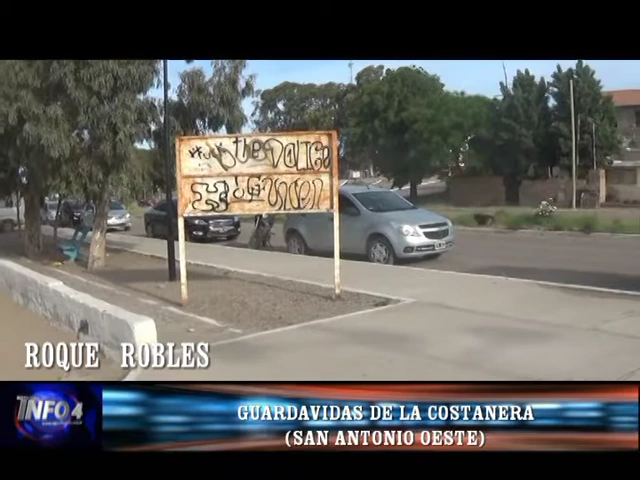 ROQUE ROBLES
INFO4
GUARDAVIDAS DE LA COSTANERA
(SAN ANTONIO OESTE)